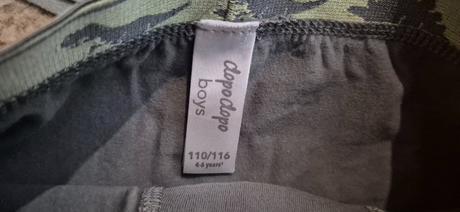 dopodopo
boys
110/116
4-6 years